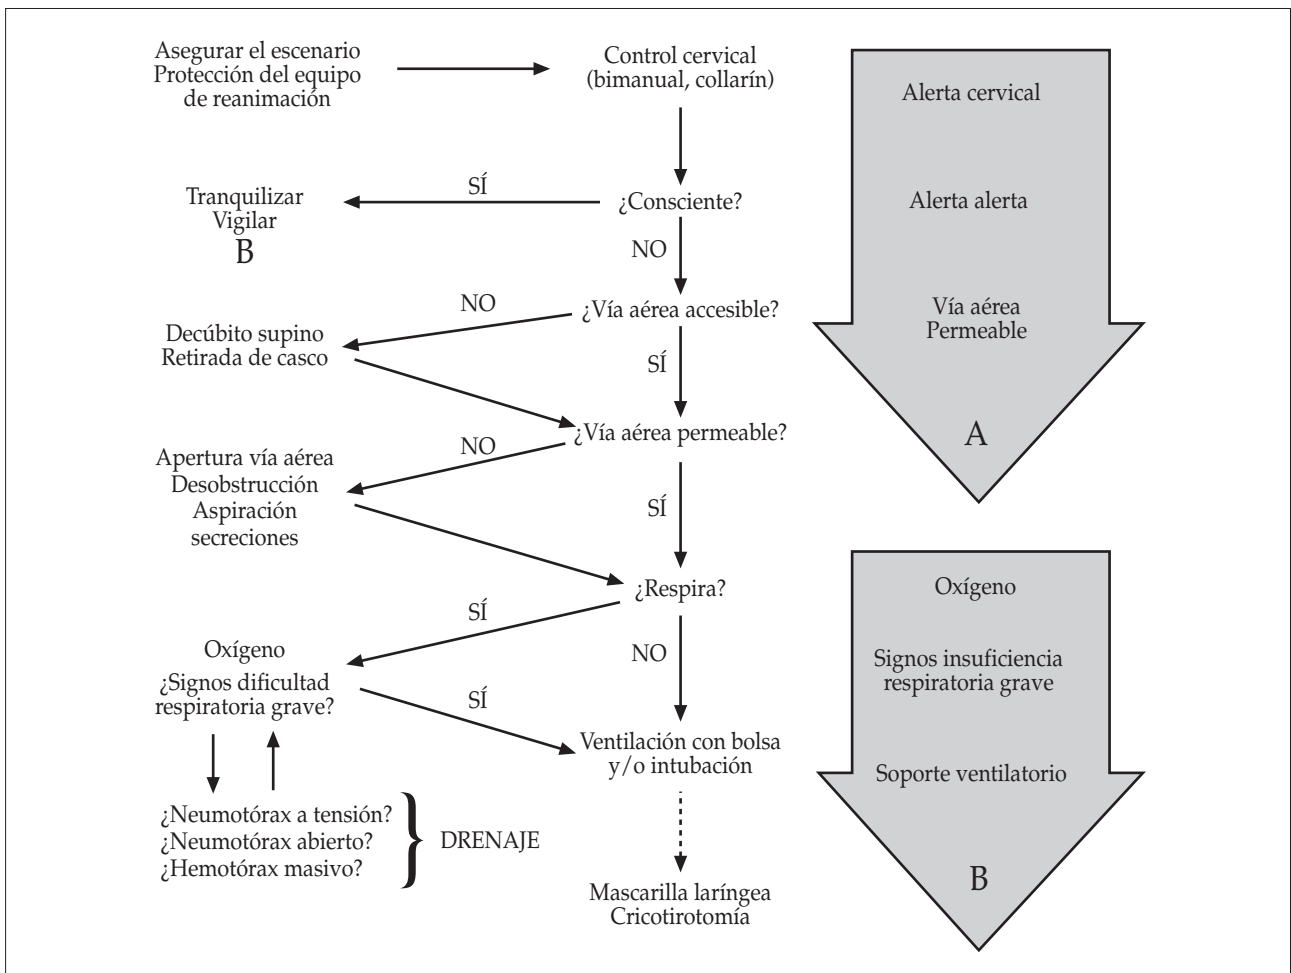 Asegurar el escenario
Protección del equipo
de reanimación
Control cervical
(bimanual, collarín)
Alerta cervical
Tranquilizar
Vigilar
B
SÍ
¿Consciente?
Alerta alerta
NO
NO
¿Vía aérea accesible?
Vía aérea
Permeable
Decúbito supino
Retirada de casco
SÍ
¿Vía aérea permeable?
A
NO
Apertura vía aérea
Desobstrucción
Aspiración
secreciones
SÍ
¿Respira?
Oxígeno
SÍ
NO
Oxígeno
¿Signos dificultad
respiratoria grave?
Signos insuficiencia
respiratoria grave
SÍ
Ventilación con bolsa
y/o intubación
Soporte ventilatorio
¿Neumotórax a tensión?
¿Neumotórax abierto?
¿Hemotórax masivo?
DRENAJE
B
Mascarilla laríngea
Cricotirotomía